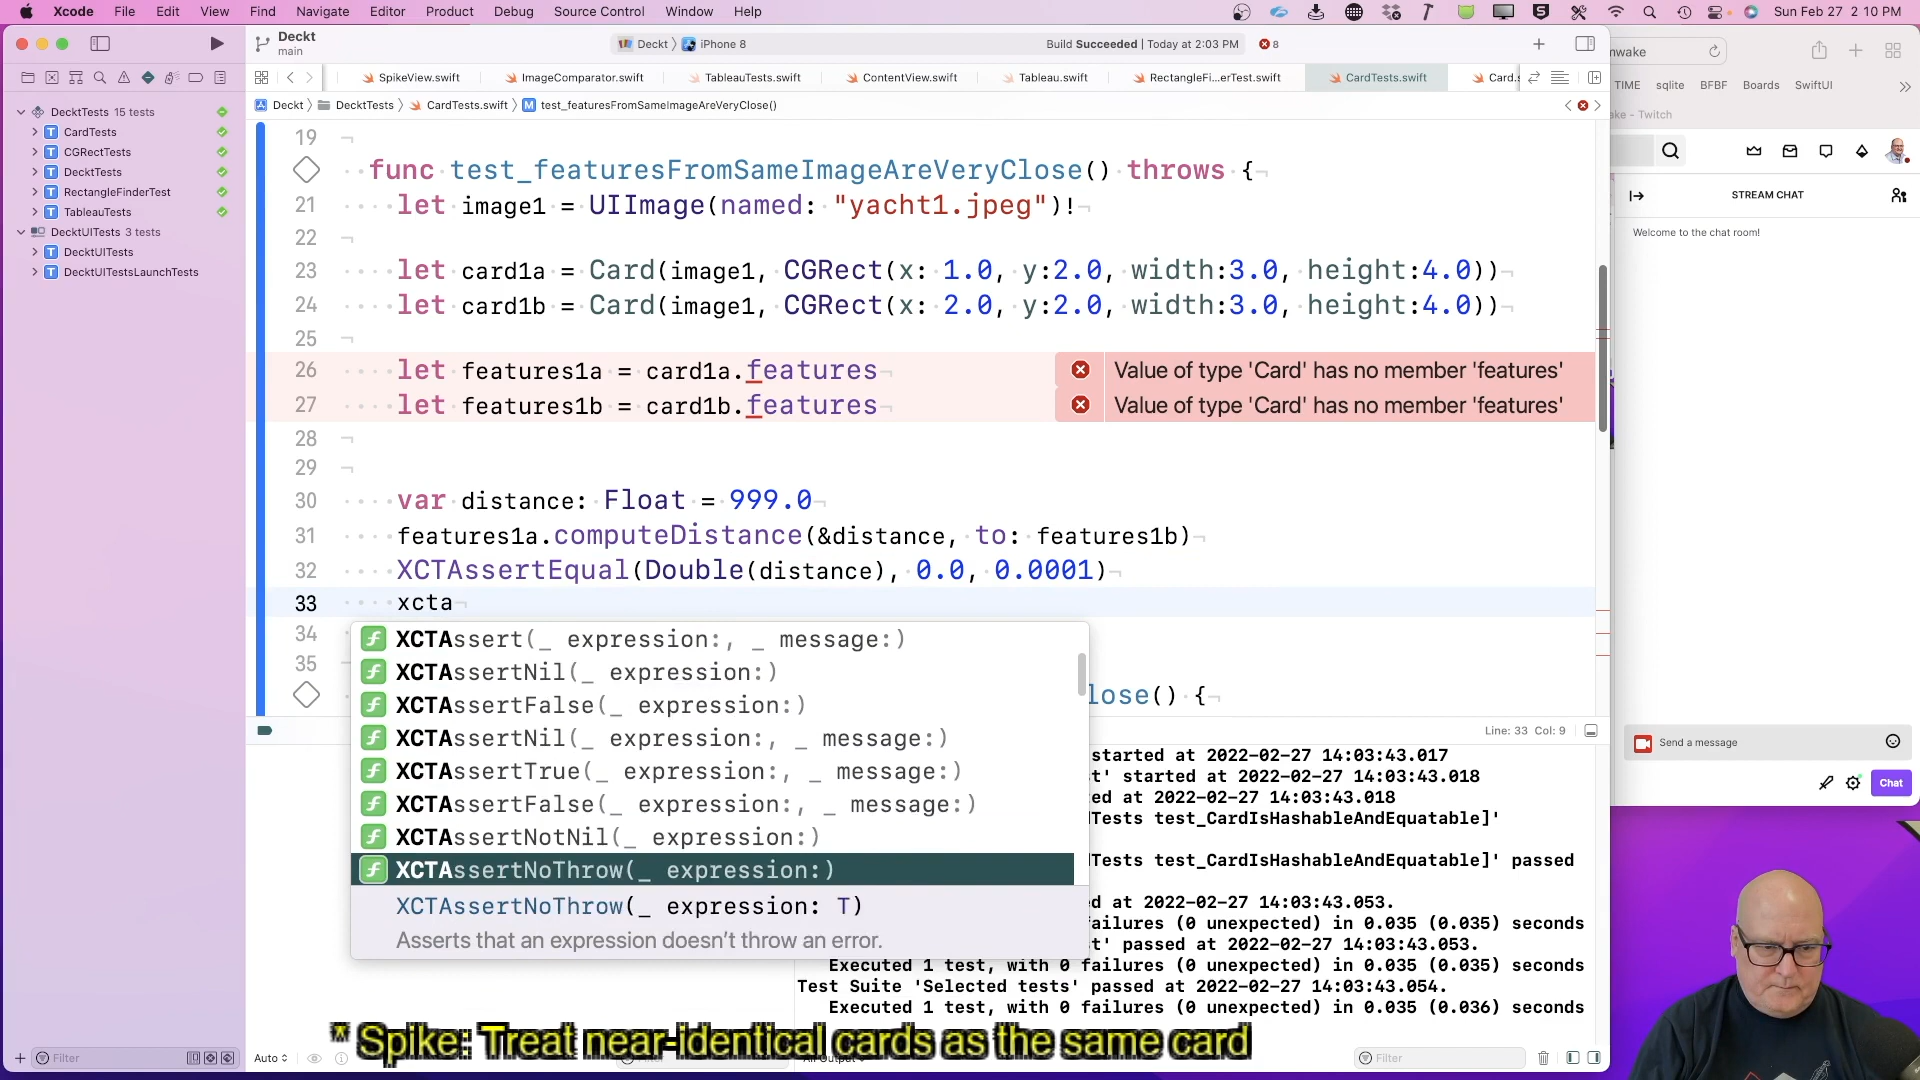 Xcode File Edit View Find Navigate Editor Product Debug Source Control Window Help Sun Feb 27 2:10 PM
Deckt
main
Deckt iPhone 8
Build Succeeded | Today at 2:03 PM 8
SpikeView.swift ImageComparator.swift TableauTests.swift ContentView.swift Tableau.swift RectangleFi...erTest.swift CardTests.swift Card.s
Deckt DecktTests CardTests.swift M test_featuresFromSameImageAreVeryClose()
DecktTests 15 tests
CardTests
CGRectTests
DecktTests
RectangleFinderTest
TableauTests
DecktUITests 3 tests
DecktUITests
DecktUITestsLaunchTests
19
func test_featuresFromSameImageAreVeryClose() throws {
21 let image1 = UIImage(named: "yacht1.jpeg")!
22
23 let card1a = Card(image1, CGRect(x: 1.0, y:2.0, width:3.0, height:4.0))
24 let card1b = Card(image1, CGRect(x: 2.0, y:2.0, width:3.0, height:4.0))
25
26 let features1a = card1a.features Value of type 'Card' has no member 'features'
27 let features1b = card1b.features Value of type 'Card' has no member 'features'
28
29
30 var distance: Float = 999.0
31 features1a.computeDistance(&distance, to: features1b)
32 XCTAssertEqual(Double(distance), 0.0, 0.0001)
33 xcta
34
35
lose() {
XCTAssert(_ expression:, _ message:)
XCTAssertNil(_ expression:)
XCTAssertFalse(_ expression:)
XCTAssertNil(_ expression:, _ message:)
XCTAssertTrue(_ expression:, _ message:)
XCTAssertFalse(_ expression:, _ message:)
XCTAssertNotNil(_ expression:)
XCTAssertNoThrow(_ expression:)
XCTAssertNoThrow(_ expression: T)
Asserts that an expression doesn't throw an error.
Line: 33 Col: 9
started at 2022-02-27 14:03:43.017
st' started at 2022-02-27 14:03:43.018
ed at 2022-02-27 14:03:43.018
dTests test_CardIsHashableAndEquatable]'
dTests test_CardIsHashableAndEquatable]' passed
d at 2022-02-27 14:03:43.053.
failures (0 unexpected) in 0.035 (0.035) seconds
st' passed at 2022-02-27 14:03:43.053.
Executed 1 test, with 0 failures (0 unexpected) in 0.035 (0.035) seconds
Test Suite 'Selected tests' passed at 2022-02-27 14:03:43.054.
Executed 1 test, with 0 failures (0 unexpected) in 0.035 (0.036) seconds
* Spike: Treat near-identical cards as the same card
Filter
Auto
Filter
nwake
TIME sqlite BFBF Boards SwiftUI
ake - Twitch
STREAM CHAT
Welcome to the chat room!
Send a message
Chat